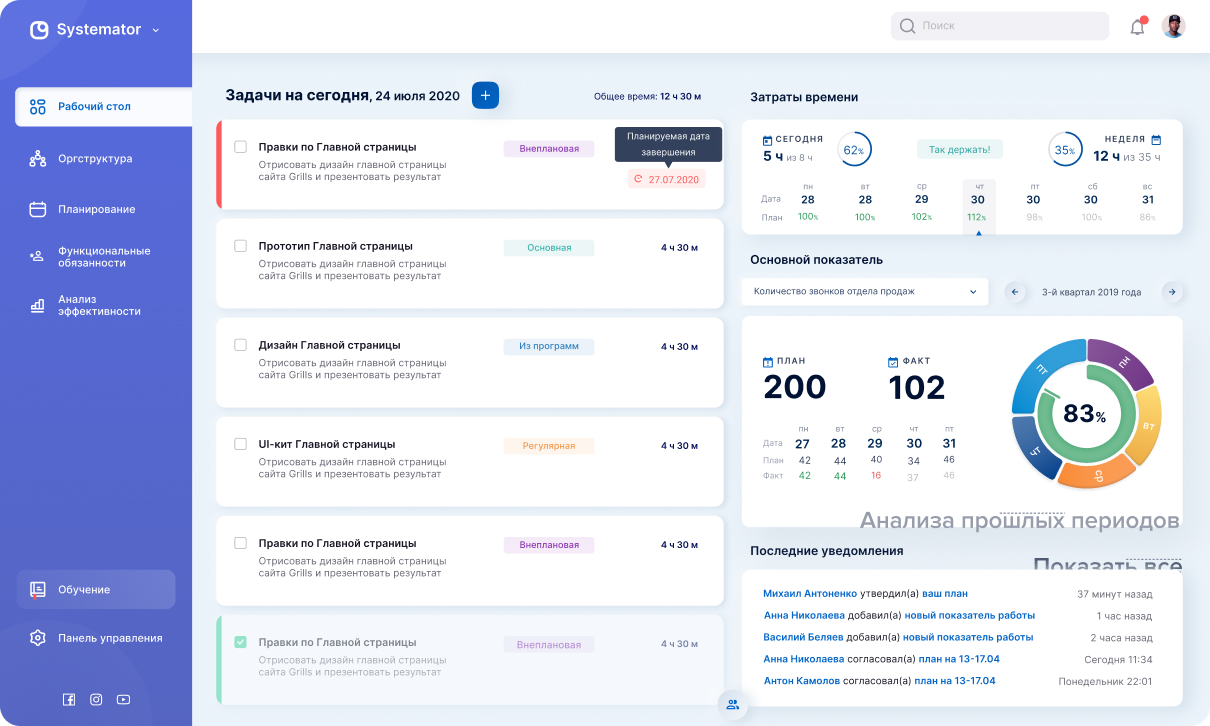 Systemator
Поиск
Рабочий стол
Оргструктура
Планирование
Функциональные
обязанности
Анализ
эффективности
Обучение
Панель управления
Задачи на сегодня, 24 июля 2020
+
Общее время: 12 ч 30 м
Правки по Главной страницы
Отрисовать дизайн главной страницы
сайта Grills и презентовать результат
Внеплановая
Планируемая дата
завершения
27.07.2020
Прототип Главной страницы
Отрисовать дизайн главной страницы
сайта Grills и презентовать результат
Основная
4 ч 30 м
Дизайн Главной страницы
Отрисовать дизайн главной страницы
сайта Grills и презентовать результат
Из программ
4 ч 30 м
UI-кит Главной страницы
Отрисовать дизайн главной страницы
сайта Grills и презентовать результат
Регулярная
4 ч 30 м
Правки по Главной страницы
Отрисовать дизайн главной страницы
сайта Grills и презентовать результат
Внеплановая
4 ч 30 м
Правки по Главной страницы
Отрисовать дизайн главной страницы
сайта Grills и презентовать результат
Внеплановая
4 ч 30 м
Затраты времени
СЕГОДНЯ
5 ч из 8 ч
62%
Так держать!
35%
НЕДЕЛЯ
12 ч из 35 ч
пн вт ср чт пт сб вс
Дата 28 28 29 30 30 30 31
План 100% 100% 102% 112% 98% 100% 86%
Основной показатель
Количество звонков отдела продаж
3-й квартал 2019 года
ПЛАН
200
ФАКТ
102
пн вт ср чт пт
Дата 27 28 29 30 31
План 42 44 40 34 46
Факт 42 44 16 37 46
ПН
ВТ
СР
ЧТ
ПТ
83%
Анализа прошлых периодов
Последние уведомления
Показать все
Михаил Антоненко утвердил(а) ваш план 37 минут назад
Анна Николаева добавил(а) новый показатель работы 1 час назад
Василий Беляев добавил(а) новый показатель работы 2 часа назад
Анна Николаева согласовал(а) план на 13-17.04 Сегодня 11:34
Антон Камолов согласовал(а) план на 13-17.04 Понедельник 22:01